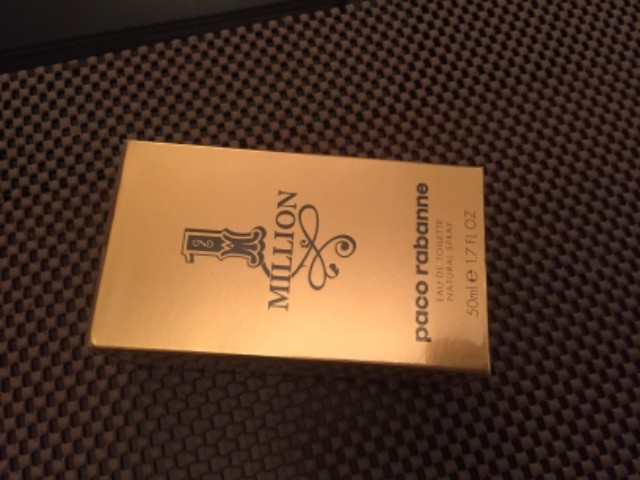 1
MILLION
paco rabanne
EAU DE TOILETTE
NATURAL SPRAY
50ml ℮ 1.7 FL OZ